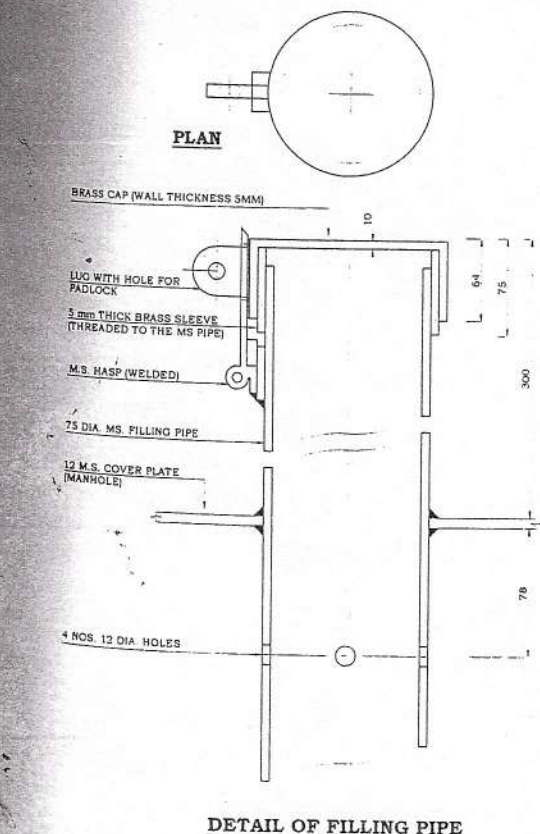 PLAN
BRASS CAP (WALL THICKNESS 5MM)
10
64
75
LUG WITH HOLE FOR
PADLOCK
5 mm THICK BRASS SLEEVE
(THREADED TO THE MS PIPE)
300
M.S. HASP (WELDED)
75 DIA. MS. FILLING PIPE
12 M.S. COVER PLATE
(MANHOLE)
78
4 NOS. 12 DIA. HOLES
DETAIL OF FILLING PIPE